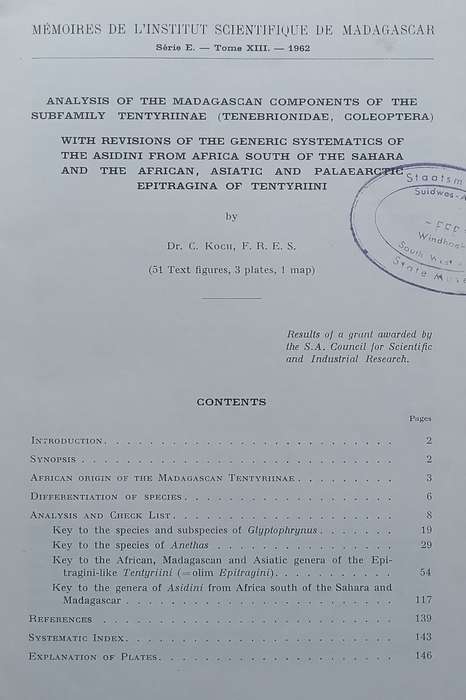 MÉMOIRES DE L'INSTITUT SCIENTIFIQUE DE MADAGASCAR
Série E. — Tome XIII. — 1962
ANALYSIS OF THE MADAGASCAN COMPONENTS OF THE
SUBFAMILY TENTYRIINAE (TENEBRIONIDAE, COLEOPTERA)
WITH REVISIONS OF THE GENERIC SYSTEMATICS OF
THE ASIDINI FROM AFRICA SOUTH OF THE SAHARA
AND THE AFRICAN, ASIATIC AND PALAEARCTIC
EPITRAGINA OF TENTYRIINI
by
Dr. C. Koch, F. R. E. S.
(51 Text figures, 3 plates, 1 map)
Staatsm
Suidwes-A
Windhoek
South West
State Muse
Results of a grant awarded by
the S.A. Council for Scientific
and Industrial Research.
CONTENTS
Pages
Introduction. . . . . . . . . . . . . . . . . . . . . . 2
Synopsis . . . . . . . . . . . . . . . . . . . . . . . 2
African origin of the Madagascan Tentyriinae . . . . . . . . . 3
Differentiation of species. . . . . . . . . . . . . . . . . 6
Analysis and Check List. . . . . . . . . . . . . . . . . . 8
Key to the species and subspecies of Glyptophrynus. . . . . . . 19
Key to the species of Anethas . . . . . . . . . . . . . . 29
Key to the African, Madagascan and Asiatic genera of the Epi-
tragini-like Tentyriini (=olim Epitragini). . . . . . . . . . 54
Key to the genera of Asidini from Africa south of the Sahara and
Madagascar . . . . . . . . . . . . . . . . . . . . 117
References . . . . . . . . . . . . . . . . . . . . . . 139
Systematic Index. . . . . . . . . . . . . . . . . . . . 143
Explanation of Plates. . . . . . . . . . . . . . . . . . . 146